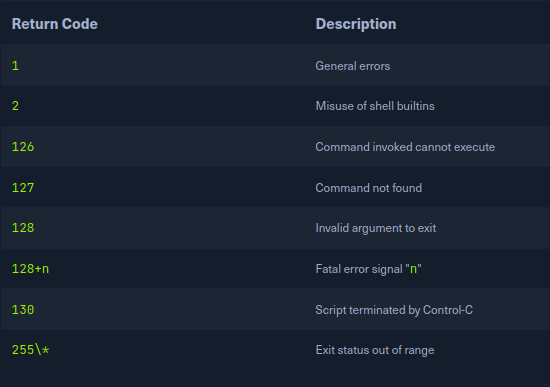 Return Code Description
1 General errors
2 Misuse of shell builtins
126 Command invoked cannot execute
127 Command not found
128 Invalid argument to exit
128+n Fatal error signal "n"
130 Script terminated by Control-C
255\* Exit status out of range